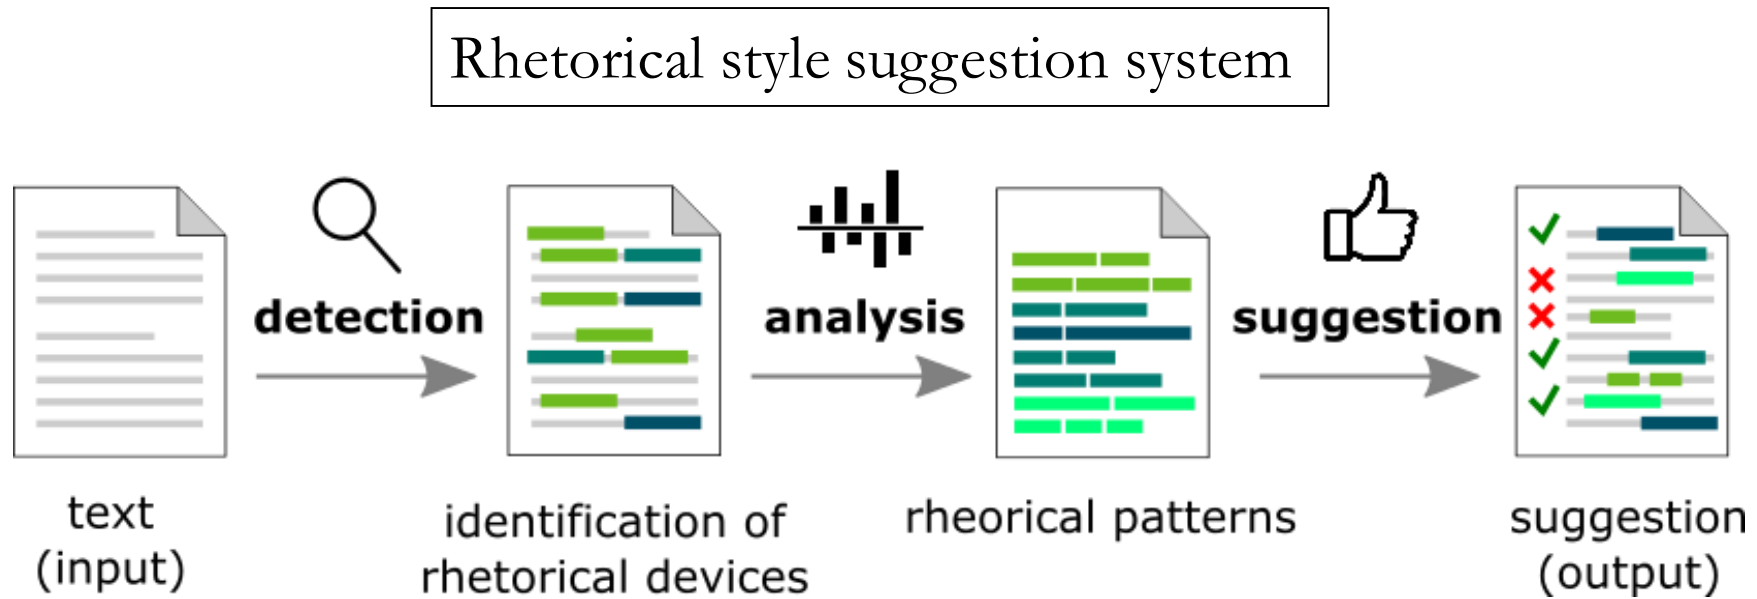 Rhetorical style suggestion system
detection
analysis
suggestion
text
(input)
identification of
rhetorical devices
rheorical patterns
suggestion
(output)